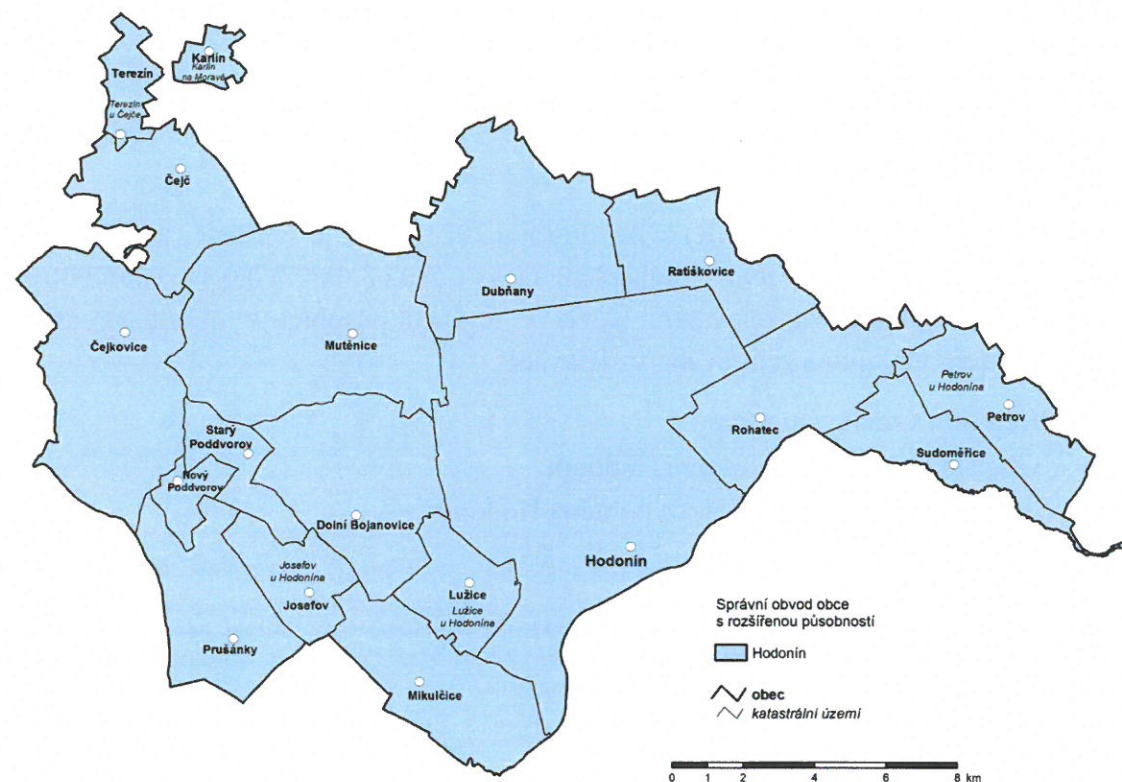 Karlín
Karlín
na Moravě
Terezín
Terezín
u Čejče
Čejč
Ratíškovice
Dubňany
Čejkovice
Mutěnice
Petrov
u Hodonína
Petrov
Rohatec
Starý
Poddvorov
Sudoměřice
Nový
Poddvorov
Dolní Bojanovice
Hodonín
Josefov
u Hodonína
Josefov
Lužice
Lužice
u Hodonína
Prušánky
Mikulčice
Správní obvod obce
s rozšířenou působností
Hodonín
obec
katastrální území
0 1 2 4 6 8 km